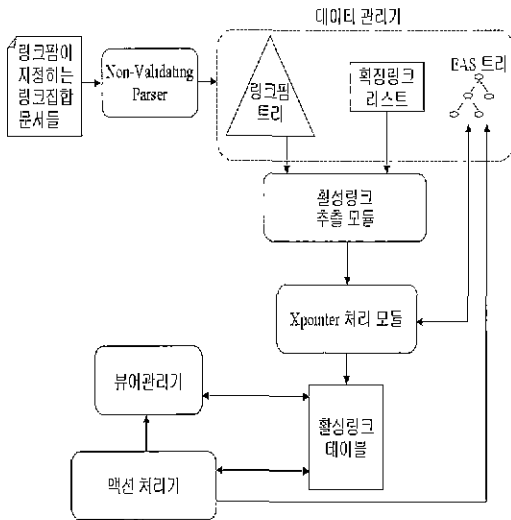 데이터 관리기
링크팜이
지정하는
링크집합
문서들
Non-Validating
Parser
링크팜
트리
확장링크
리스트
EAS 트리
활성링크
추출 모듈
Xpointer 처리 모듈
뷰어관리기
활성링크
테이블
액션 처리기